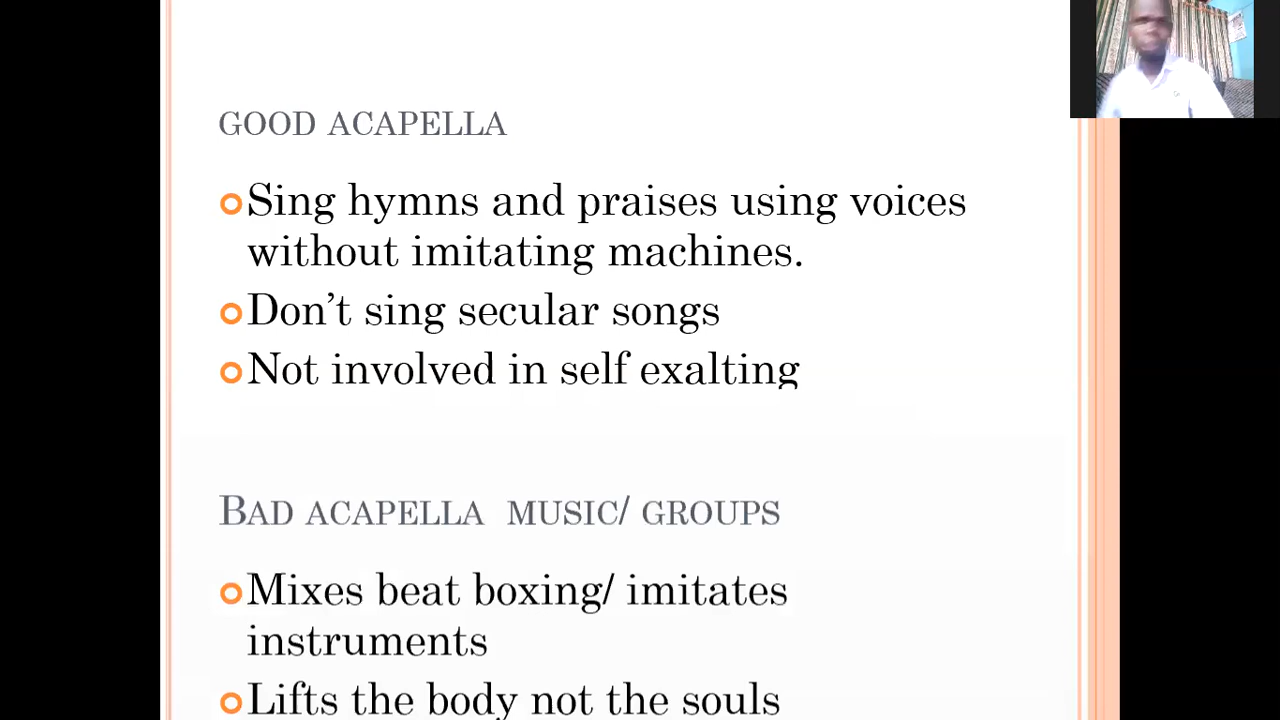 GOOD ACAPELLA
Sing hymns and praises using voices
without imitating machines.
Don't sing secular songs
Not involved in self exalting
BAD ACAPELLA MUSIC/ GROUPS
Mixes beat boxing/ imitates
instruments
Lifts the body not the souls